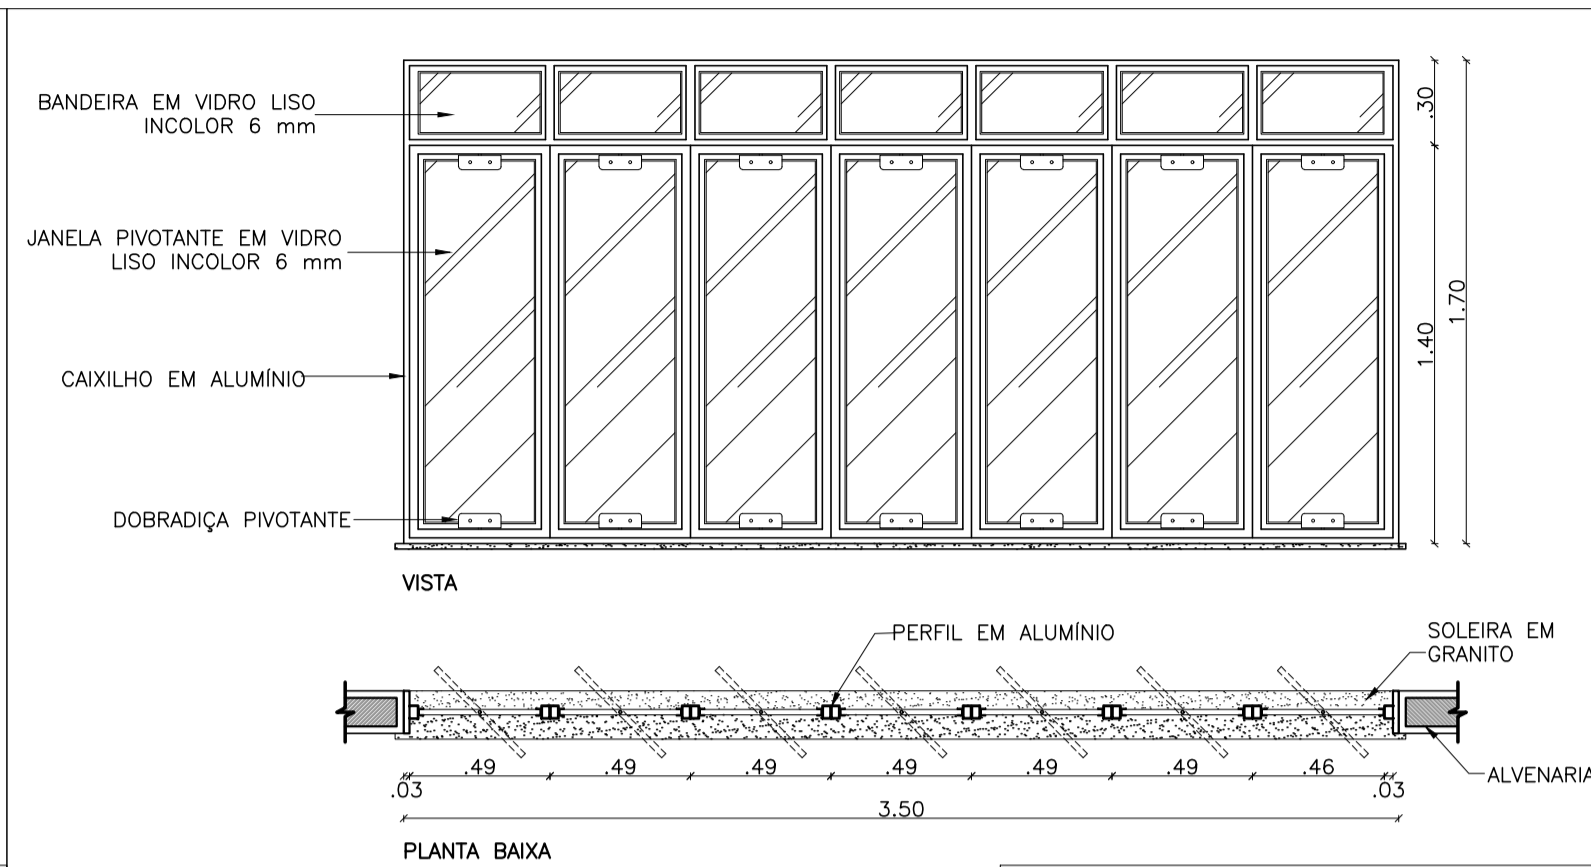 BANDEIRA EM VIDRO LISO
INCOLOR 6 mm
.30
JANELA PIVOTANTE EM VIDRO
LISO INCOLOR 6 mm
1.70
1.40
CAIXILHO EM ALUMÍNIO
DOBRADIÇA PIVOTANTE
VISTA
PERFIL EM ALUMÍNIO
SOLEIRA EM
GRANITO
.49 .49 .49 .49 .49 .49 .46
ALVENARIA
.03 .03
3.50
PLANTA BAIXA